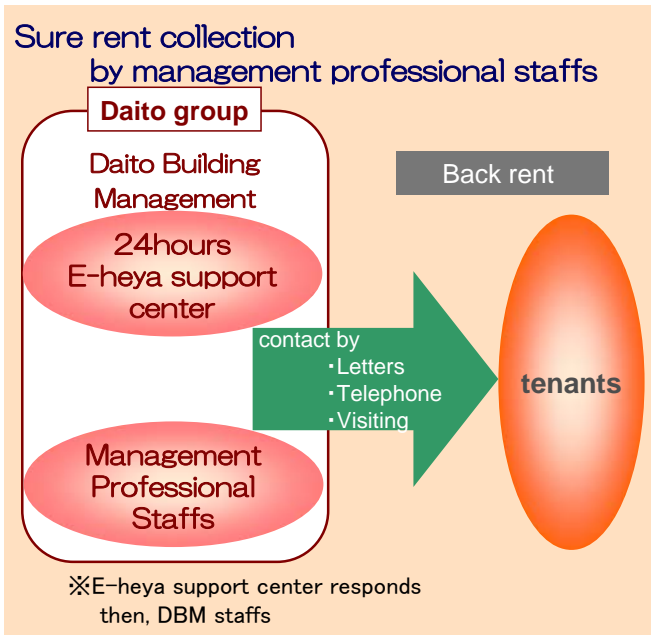 Sure rent collection
by management professional staffs
Daito group
Daito Building
Management
24hours
E-heya support
center
Back rent
contact by
・Letters
・Telephone
・Visiting
tenants
Management
Professional
Staffs
※E-heya support center responds
then, DBM staffs